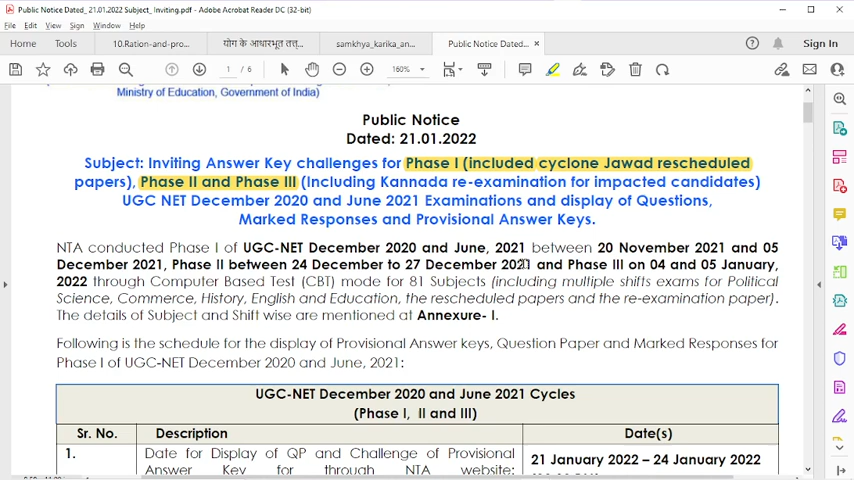 Public Notice Dated_ 21.01.2022 Subject_ Inviting.pdf - Adobe Acrobat Reader DC (32-bit)
File Edit View Sign Window Help
Home Tools 10.Ration-and-pro... योग के आधारभूत तत्... samkhya_karika_an... Public Notice Dated... × Sign In
1 / 6 160%
Ministry of Education, Government of India)
Public Notice
Dated: 21.01.2022
Subject: Inviting Answer Key challenges for Phase I (included cyclone Jawad rescheduled
papers), Phase II and Phase III (Including Kannada re-examination for impacted candidates)
UGC NET December 2020 and June 2021 Examinations and display of Questions,
Marked Responses and Provisional Answer Keys.
NTA conducted Phase I of UGC-NET December 2020 and June, 2021 between 20 November 2021 and 05
December 2021, Phase II between 24 December to 27 December 2021 and Phase III on 04 and 05 January,
2022 through Computer Based Test (CBT) mode for 81 Subjects (including multiple shifts exams for Political
Science, Commerce, History, English and Education, the rescheduled papers and the re-examination paper).
The details of Subject and Shift wise are mentioned at Annexure- I.
Following is the schedule for the display of Provisional Answer keys, Question Paper and Marked Responses for
Phase I of UGC-NET December 2020 and June, 2021:
UGC-NET December 2020 and June 2021 Cycles
(Phase I, II and III)
Sr. No. Description Date(s)
1. Date for Display of QP and Challenge of Provisional 21 January 2022 – 24 January 2022
Answer Key for through NTA website: